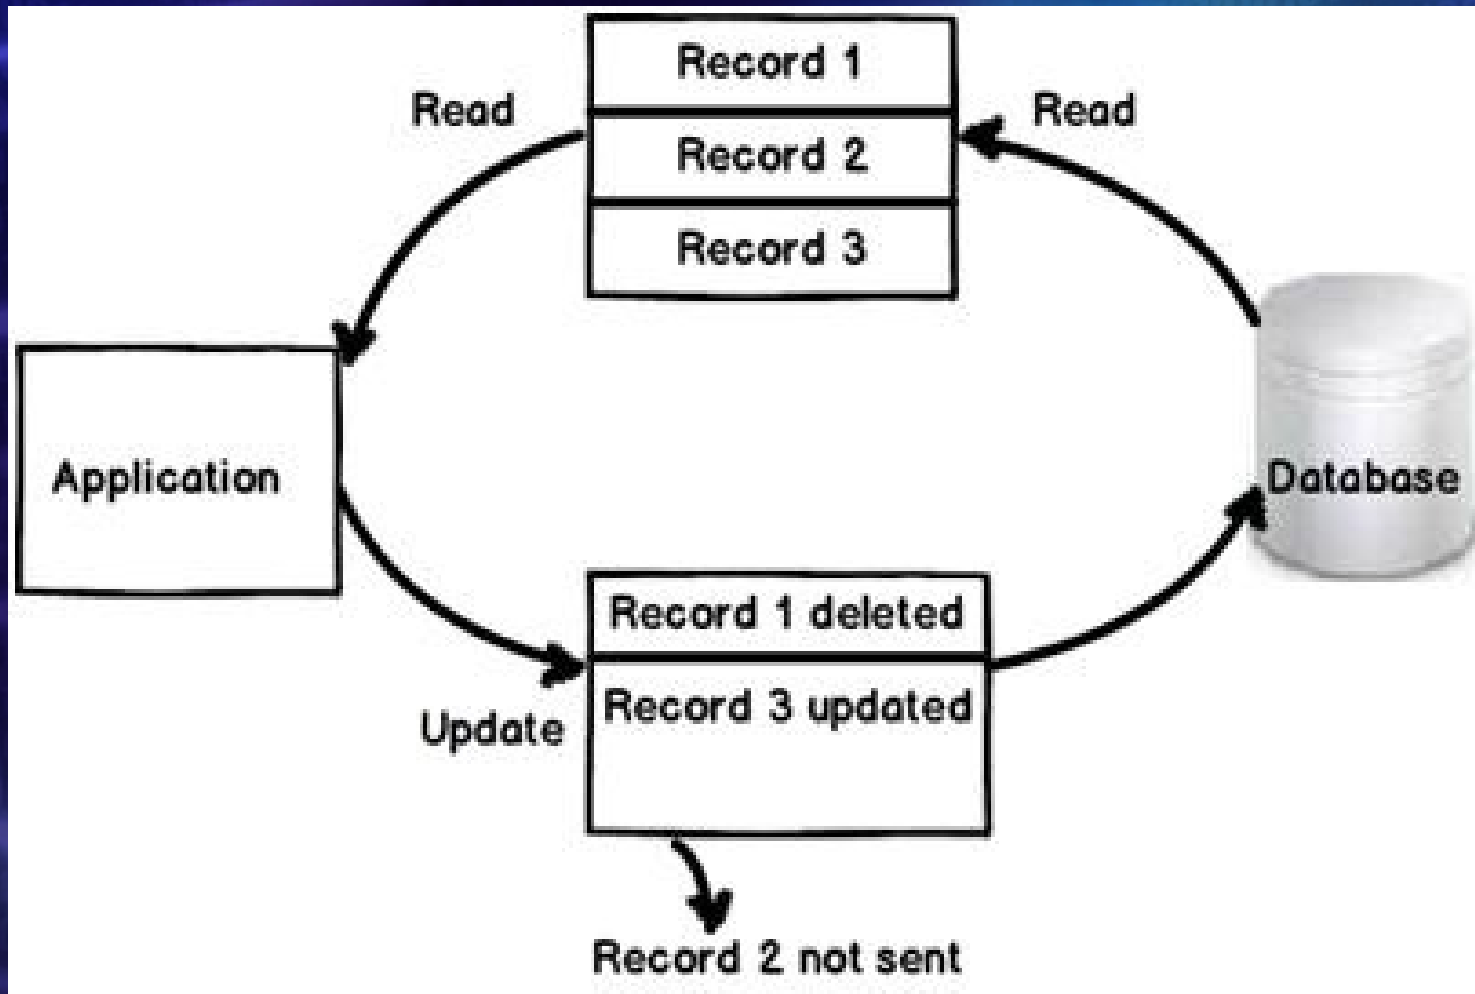 Record 1
Read
Read
Record 2
Record 3
Application
Database
Record 1 deleted
Record 3 updated
Update
Record 2 not sent